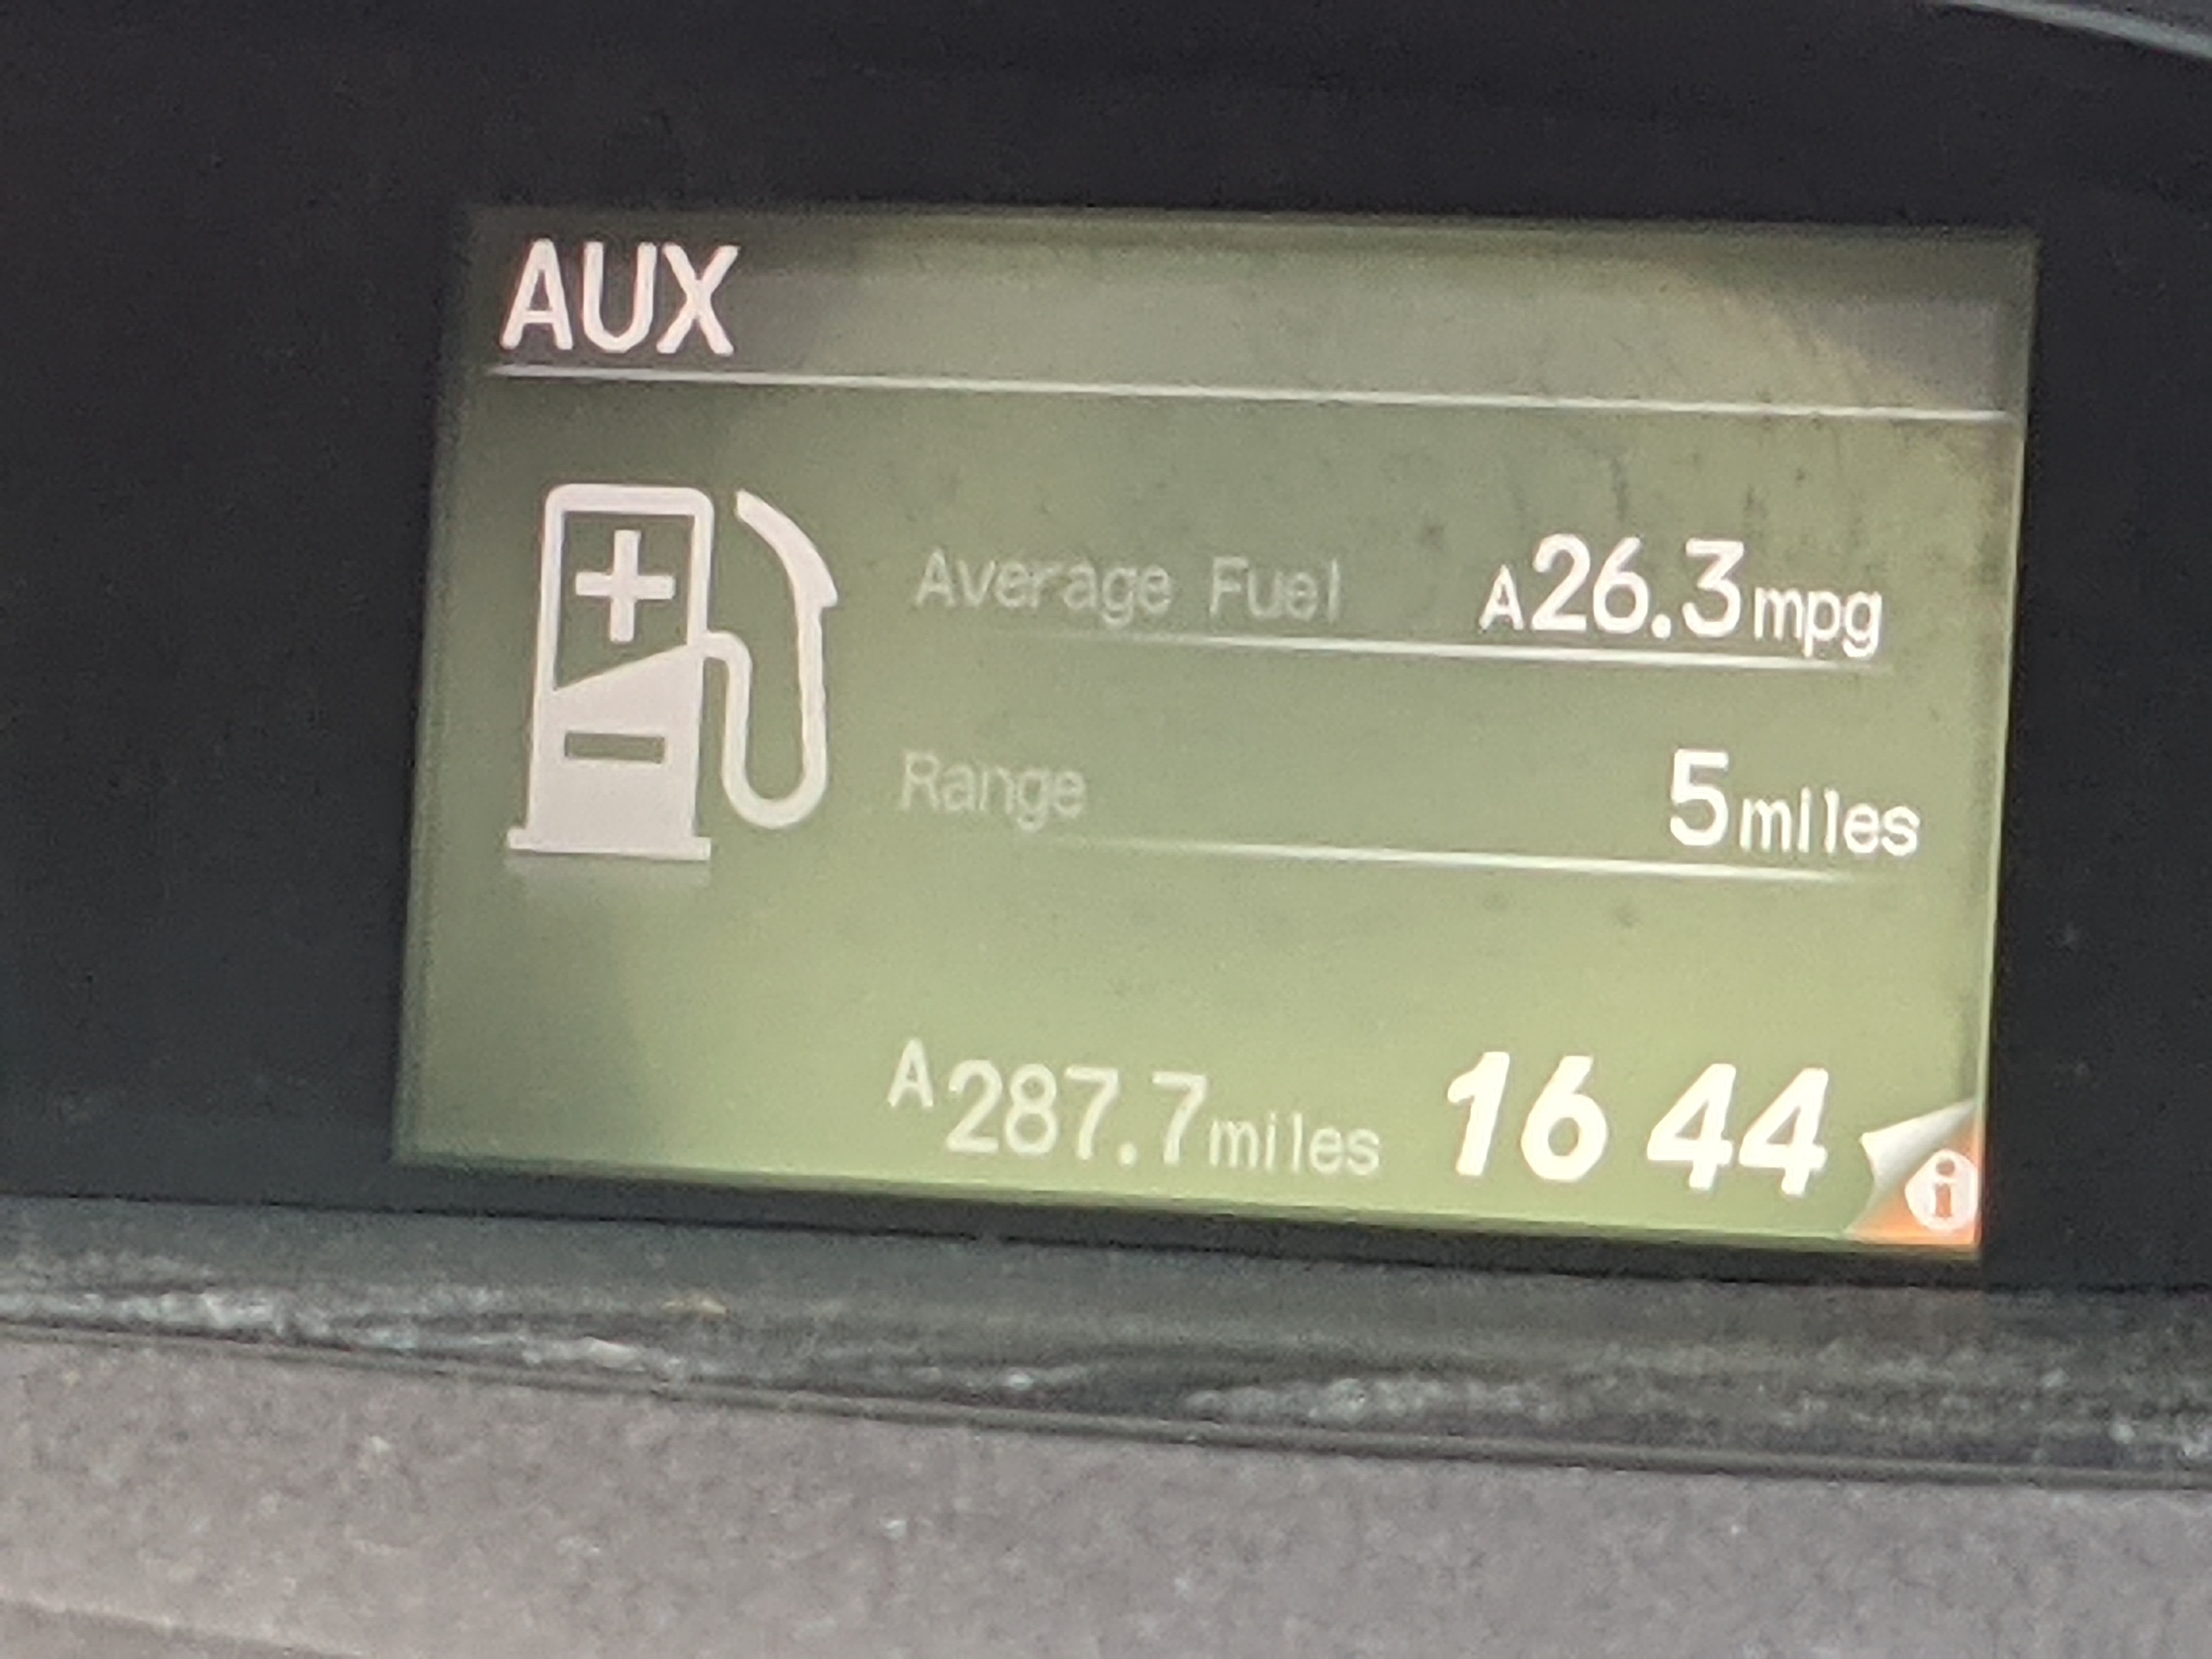 AUX
Average Fuel A26.3mpg
Range 5miles
A287.7miles 16 44
i